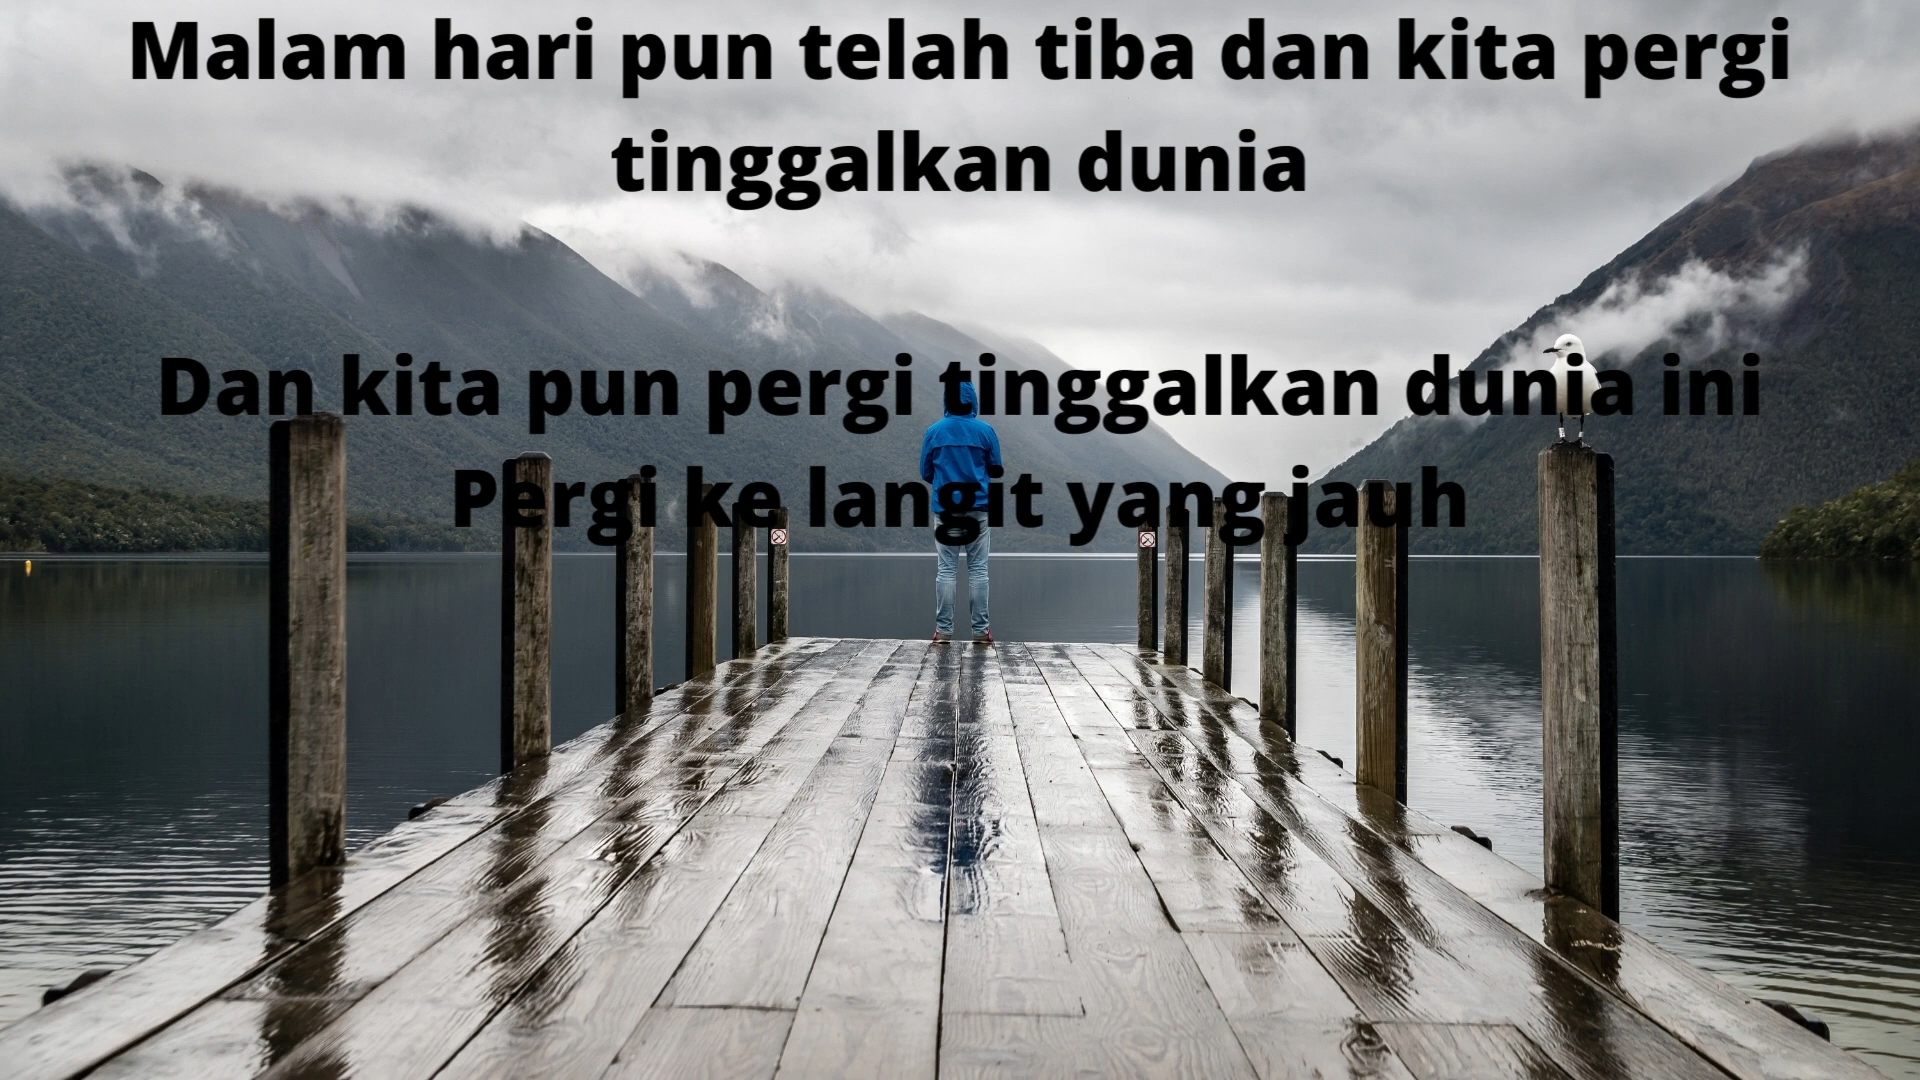 Malam hari pun telah tiba dan kita pergi
tinggalkan dunia
Dan kita pun pergi tinggalkan dunia ini
Pergi ke langit yang jauh